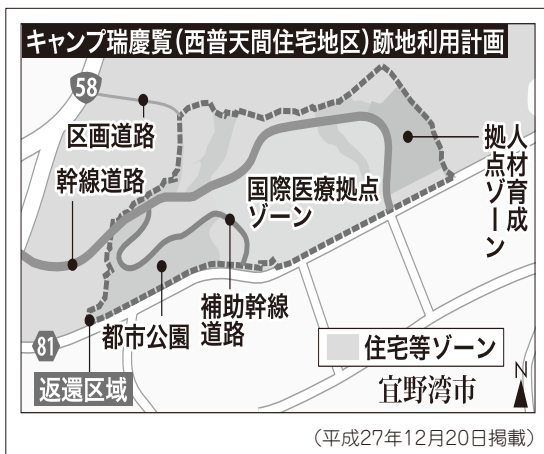 キャンプ瑞慶覧(西普天間住宅地区)跡地利用計画
58
区画道路
幹線道路
国際医療拠点
ゾーン
人材育成
拠点ゾーン
補助幹線
道路
都市公園
81
返還区域
住宅等ゾーン
宜野湾市
N
(平成27年12月20日掲載)